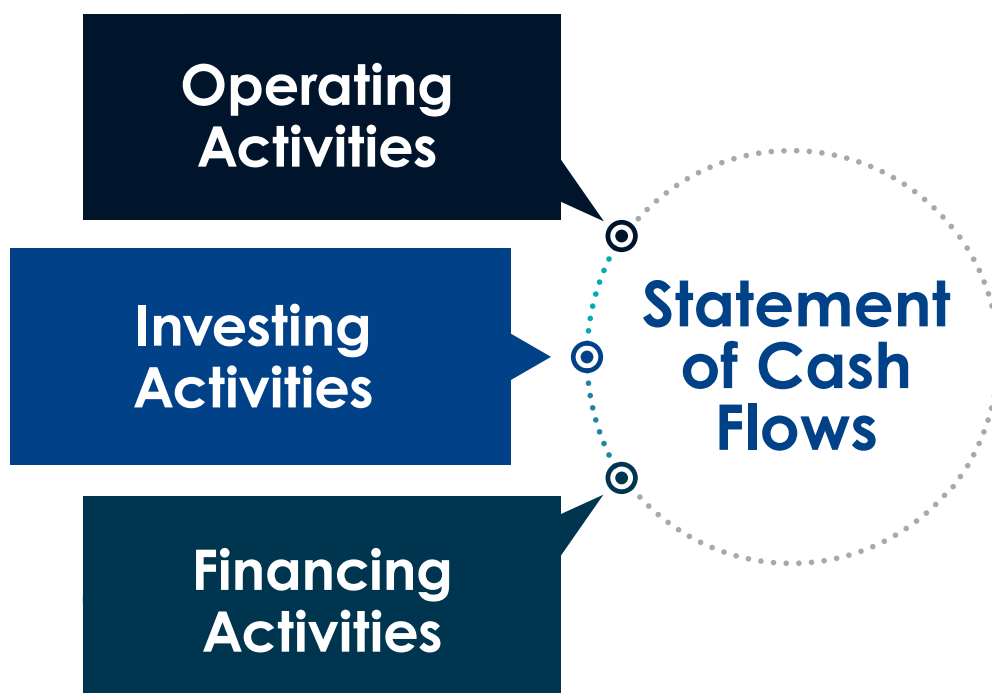 Operating
Activities
Investing
Activities
Financing
Activities
Statement
of Cash
Flows